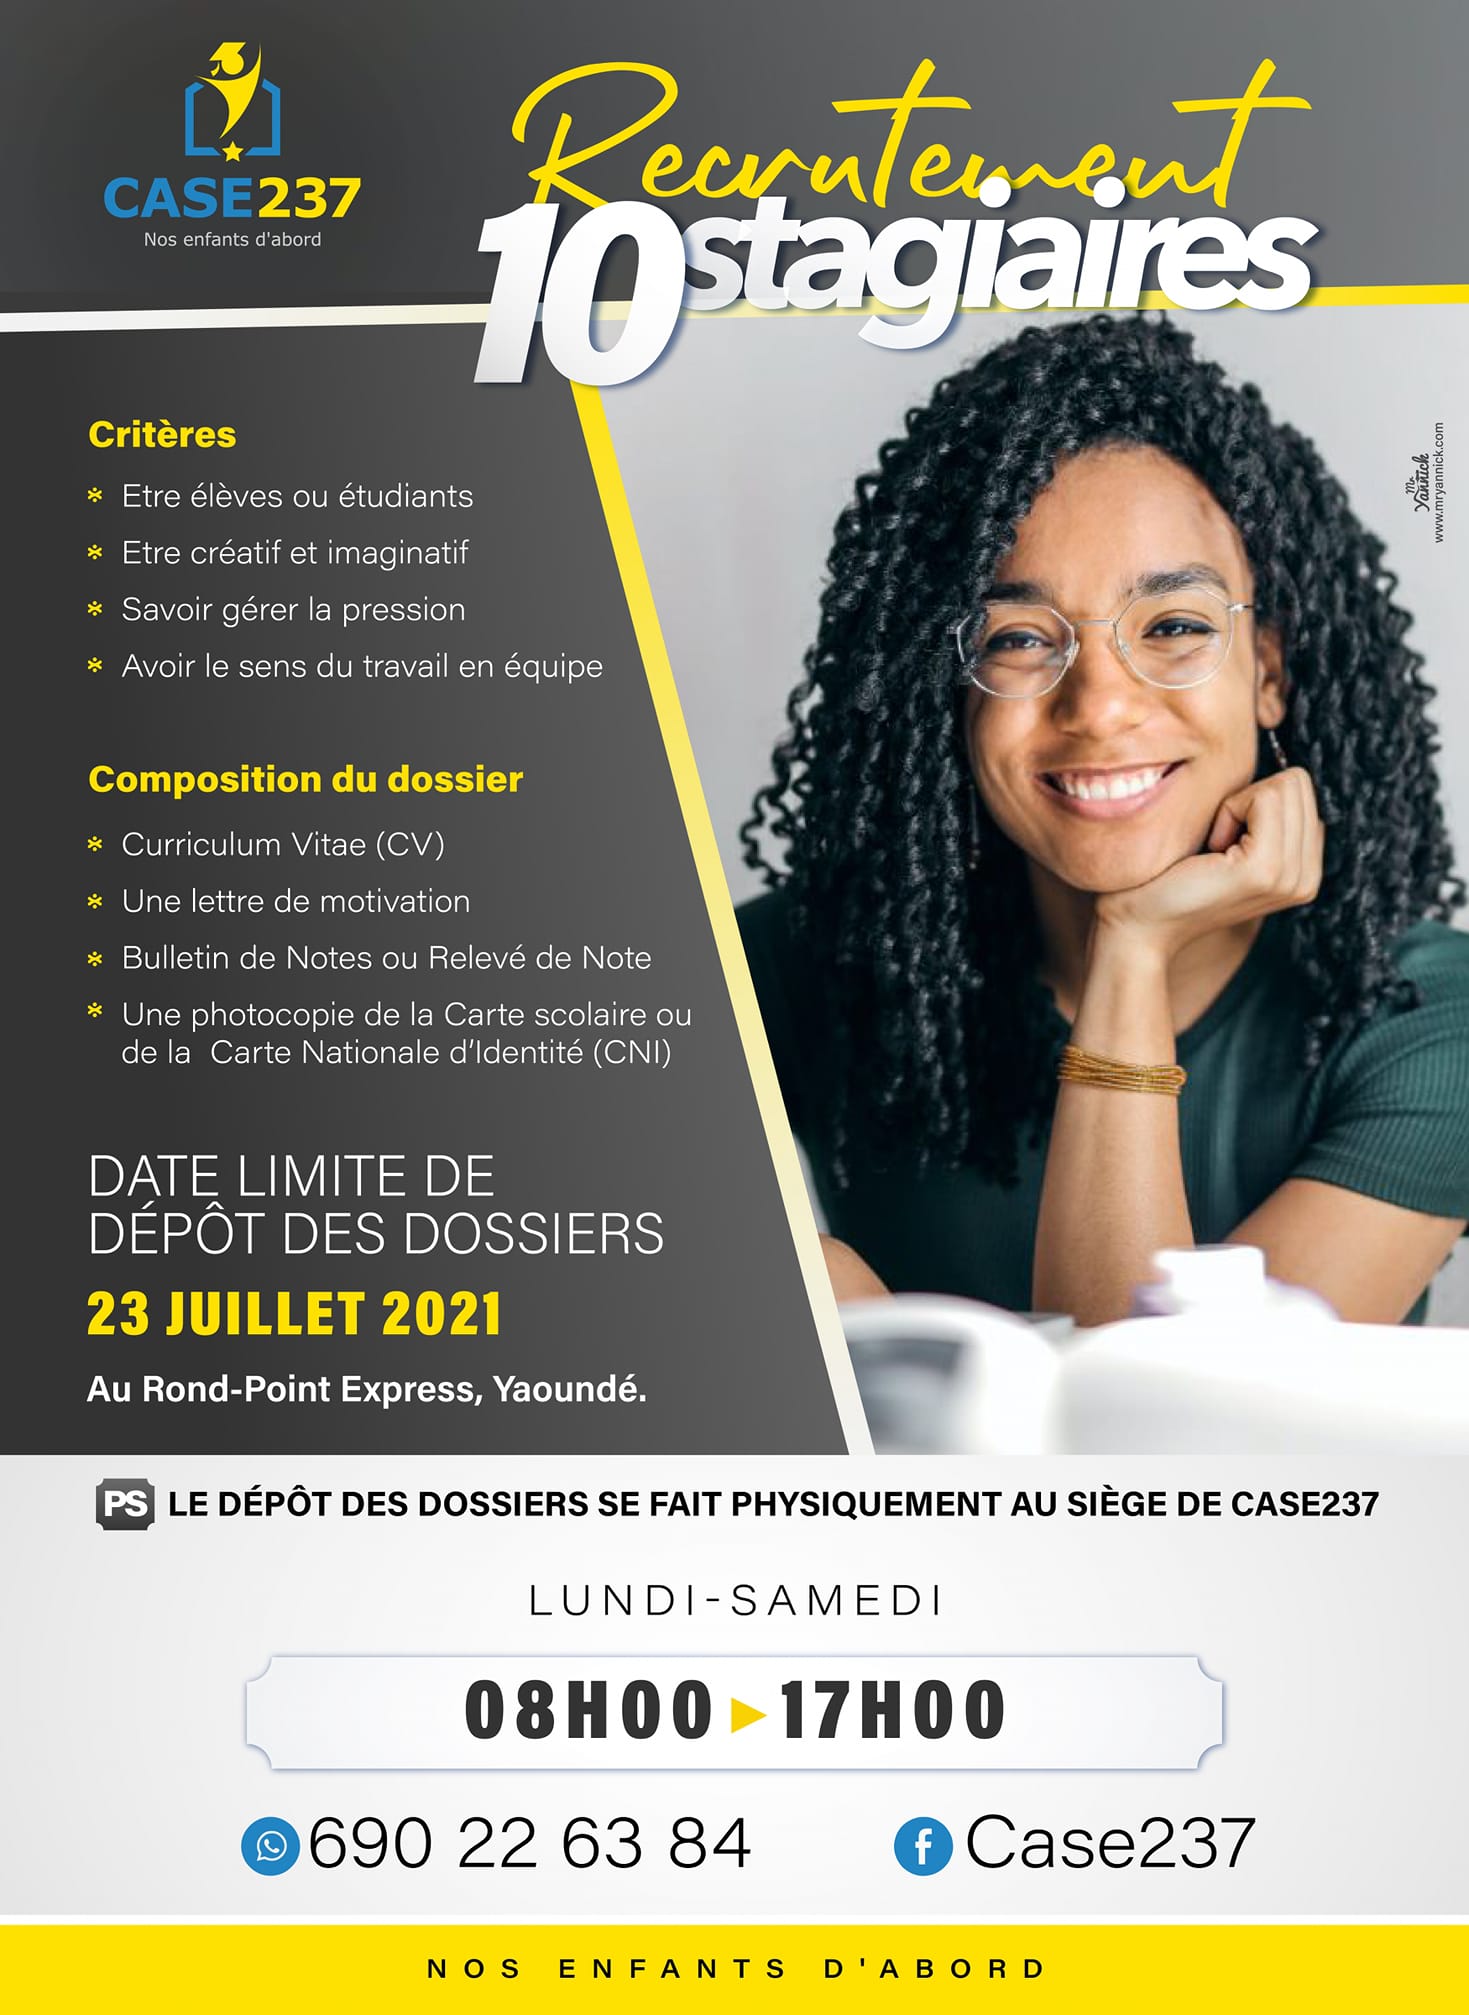 CASE237
Nos enfants d'abord
Recrutement
10 stagiaires
Critères
* Etre élèves ou étudiants
* Etre créatif et imaginatif
* Savoir gérer la pression
* Avoir le sens du travail en équipe
Composition du dossier
* Curriculum Vitae (CV)
* Une lettre de motivation
* Bulletin de Notes ou Relevé de Note
* Une photocopie de la Carte scolaire ou
de la Carte Nationale d'Identité (CNI)
DATE LIMITE DE
DÉPÔT DES DOSSIERS
23 JUILLET 2021
Au Rond-Point Express, Yaoundé.
Mr Yannick
www.mryannick.com
PS LE DÉPÔT DES DOSSIERS SE FAIT PHYSIQUEMENT AU SIÈGE DE CASE237
LUNDI-SAMEDI
08H00 ▶ 17H00
690 22 63 84
Case237
NOS ENFANTS D'ABORD